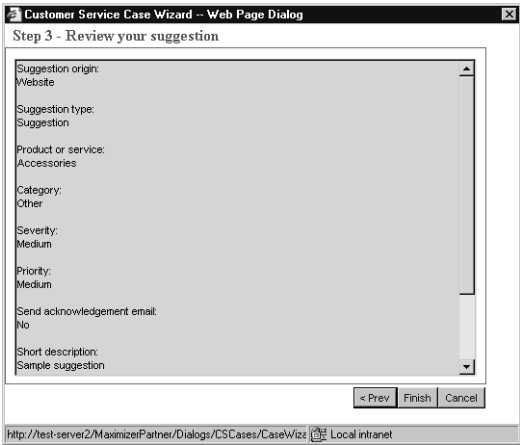 Customer Service Case Wizard -- Web Page Dialog
Step 3 - Review your suggestion
Suggestion origin:
Website
Suggestion type:
Suggestion
Product or service:
Accessories
Category:
Other
Severity:
Medium
Priority:
Medium
Send acknowledgement email:
No
Short description:
Sample suggestion
< Prev Finish Cancel
http://test-server2/MaximizerPartner/Dialogs/CSCases/CaseWiza Local intranet